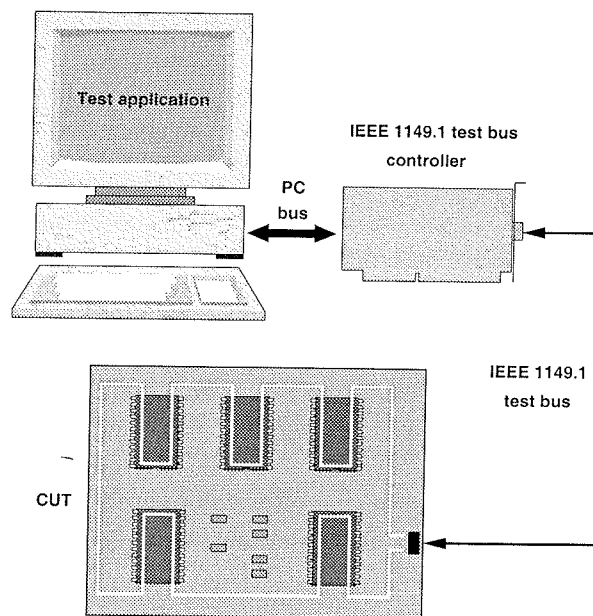 Test application
IEEE 1149.1 test bus
controller
PC
bus
IEEE 1149.1
test bus
CUT